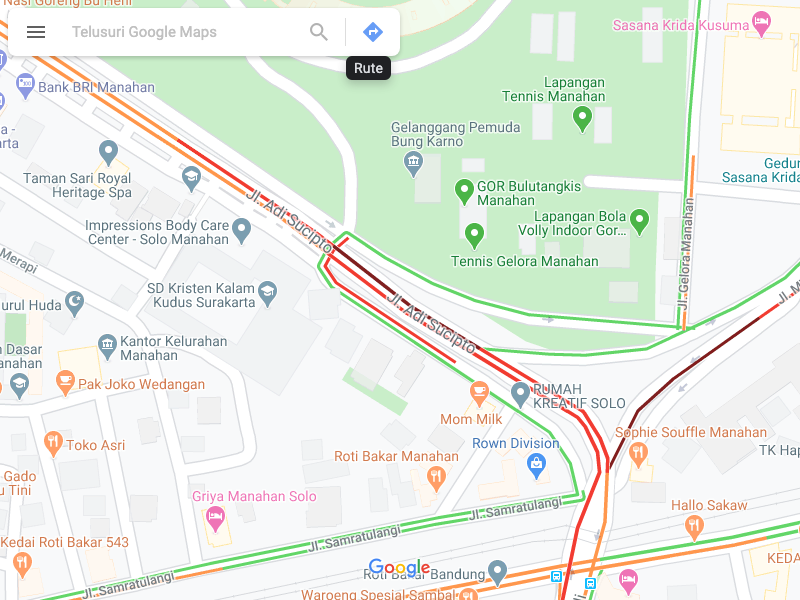 Nasi Goreng Bu Heni
Telusuri Google Maps
Rute
Sasana Krida Kusuma
Bank BRI Manahan
Lapangan
Tennis Manahan
Gelanggang Pemuda
Bung Karno
Gedun
Sasana Krida
Taman Sari Royal
Heritage Spa
GOR Bulutangkis
Manahan
Jl. Adi Sucipto
Impressions Body Care
Center - Solo Manahan
Lapangan Bola
Volly Indoor Gor...
Jl. Gelora Manahan
Tennis Gelora Manahan
Merapi
SD Kristen Kalam
Kudus Surakarta
Jl. Adi Sucipto
Jl. M
urul Huda
Kantor Kelurahan
Manahan
n Dasar
anahan
Pak Joko Wedangan
RUMAH
KREATIF SOLO
Mom Milk
Sophie Souffle Manahan
Toko Asri
Rown Division
TK Hap
Roti Bakar Manahan
Gado
u Tini
Griya Manahan Solo
Hallo Sakaw
Jl. Samratulangi
Kedai Roti Bakar 543
Jl. Samratulangi
KEDA
Google
Roti Bakar Bandung
Jl. Samratulangi
Waroeng Spesial Sambal